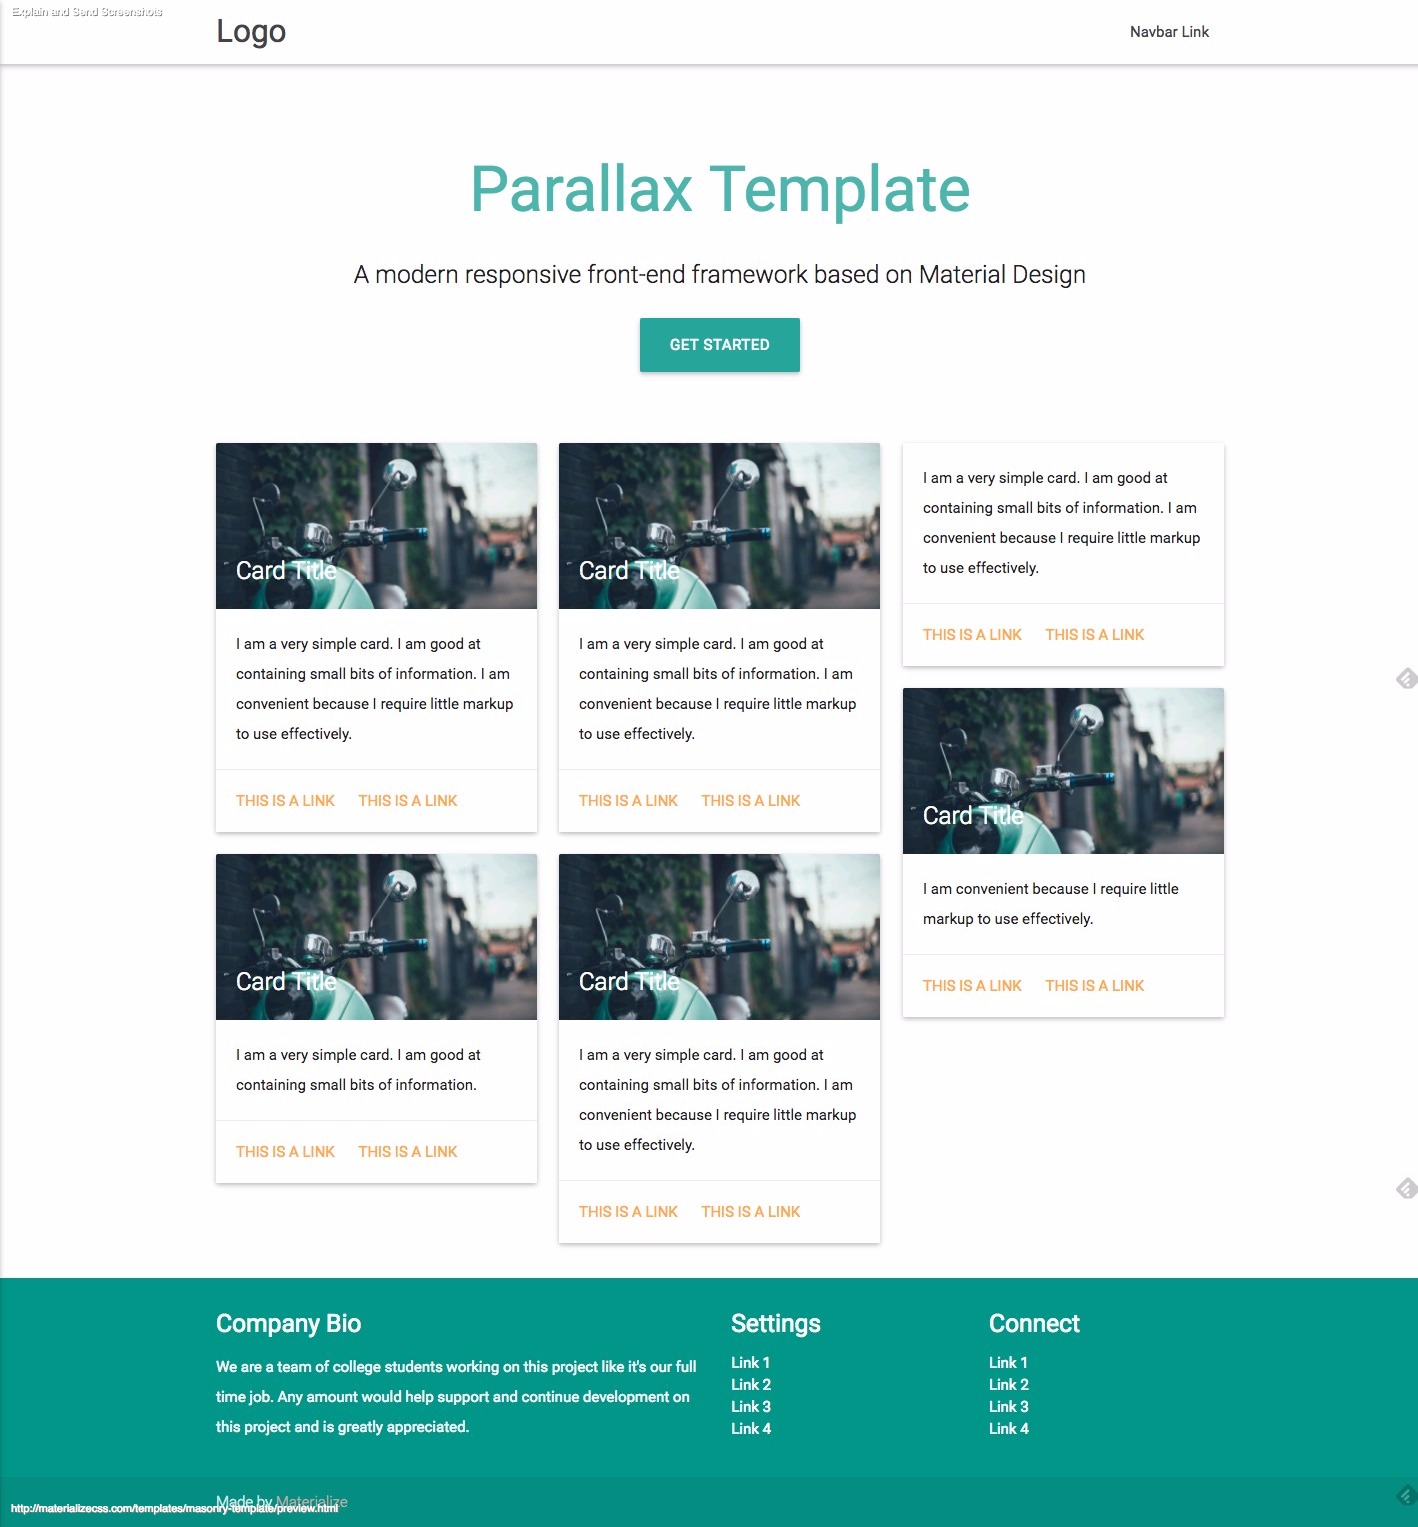 Explain and Send Screenshots
Logo
Navbar Link
Parallax Template
A modern responsive front-end framework based on Material Design
GET STARTED
Card Title
I am a very simple card. I am good at
containing small bits of information. I am
convenient because I require little markup
to use effectively.
THIS IS A LINK THIS IS A LINK
Card Title
I am a very simple card. I am good at
containing small bits of information. I am
convenient because I require little markup
to use effectively.
THIS IS A LINK THIS IS A LINK
I am a very simple card. I am good at
containing small bits of information. I am
convenient because I require little markup
to use effectively.
THIS IS A LINK THIS IS A LINK
Card Title
I am a very simple card. I am good at
containing small bits of information.
THIS IS A LINK THIS IS A LINK
Card Title
I am a very simple card. I am good at
containing small bits of information. I am
convenient because I require little markup
to use effectively.
THIS IS A LINK THIS IS A LINK
Card Title
I am convenient because I require little
markup to use effectively.
THIS IS A LINK THIS IS A LINK
Company Bio
We are a team of college students working on this project like it's our full
time job. Any amount would help support and continue development on
this project and is greatly appreciated.
Settings
Link 1
Link 2
Link 3
Link 4
Connect
Link 1
Link 2
Link 3
Link 4
Made by Materialize
http://materializecss.com/templates/masonry-template/preview.html